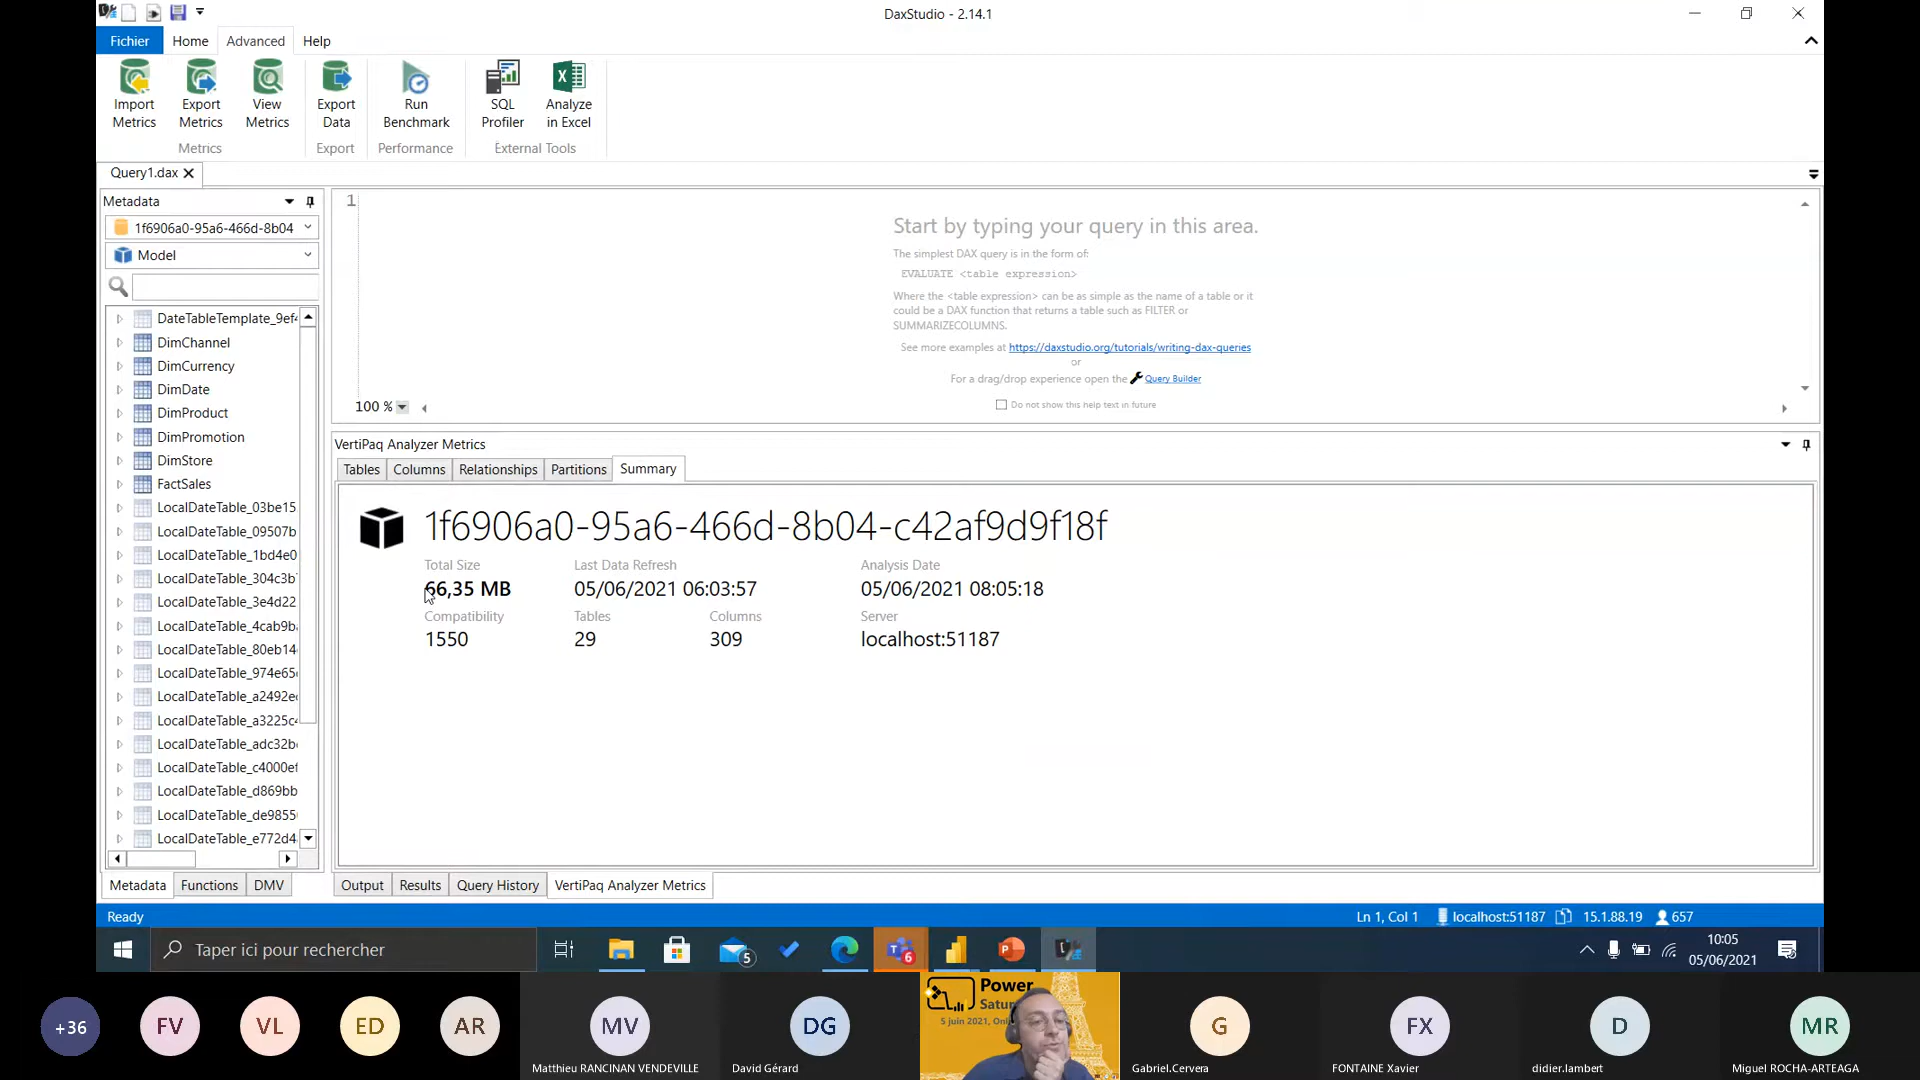 DaxStudio - 2.14.1
Fichier
Home
Advanced
Help
Import Metrics
Export Metrics
View Metrics
Export Data
Run Benchmark
SQL Profiler
Analyze in Excel
Metrics
Export
Performance
External Tools
Query1.dax
Metadata
1f6906a0-95a6-466d-8b04
Model
DateTableTemplate_9ef4
DimChannel
DimCurrency
DimDate
DimProduct
DimPromotion
DimStore
FactSales
LocalDateTable_03be15
LocalDateTable_09507b
LocalDateTable_1bd4e0
LocalDateTable_304c3b
LocalDateTable_3e4d22
LocalDateTable_4cab9b
LocalDateTable_80eb14
LocalDateTable_974e65
LocalDateTable_a2492e
LocalDateTable_a3225c
LocalDateTable_adc32b
LocalDateTable_c4000ef
LocalDateTable_d869bb
LocalDateTable_de9855
LocalDateTable_e772d4
Metadata
Functions
DMV
1
Start by typing your query in this area.
The simplest DAX query is in the form of:
EVALUATE <table expression>
Where the <table expression> can be as simple as the name of a table or it
could be a DAX function that returns a table such as FILTER or
SUMMARIZECOLUMNS.
See more examples at https://daxstudio.org/tutorials/writing-dax-queries
or
For a drag/drop experience open the Query Builder
Do not show this help text in future
100 %
VertiPaq Analyzer Metrics
Tables
Columns
Relationships
Partitions
Summary
1f6906a0-95a6-466d-8b04-c42af9d9f18f
Total Size
Last Data Refresh
Analysis Date
66,35 MB
05/06/2021 06:03:57
05/06/2021 08:05:18
Compatibility
Tables
Columns
Server
1550
29
309
localhost:51187
Output
Results
Query History
VertiPaq Analyzer Metrics
Ready
Ln 1, Col 1
localhost:51187
15.1.88.19
657
Taper ici pour rechercher
5
6
10:05
05/06/2021
+36
FV
VL
ED
AR
MV
Matthieu RANCINAN VENDEVILLE
DG
David Gérard
Power
5 juin 2021,
G
Gabriel.Cervera
FX
FONTAINE Xavier
D
didier.lambert
MR
Miguel ROCHA-ARTEAGA